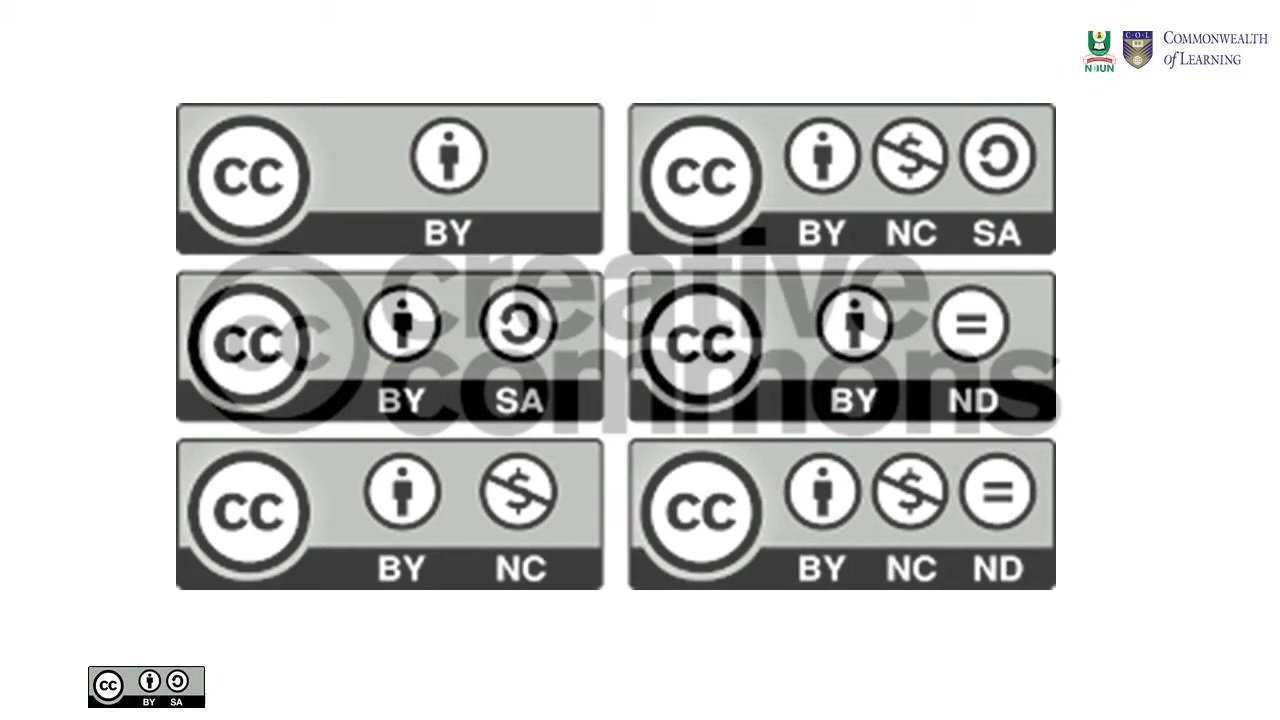 NOUN
C·O·L
COMMONWEALTH
of LEARNING
CC BY
CC BY NC SA
creative
commons
CC BY SA
CC BY ND
CC BY NC
CC BY NC ND
CC BY SA